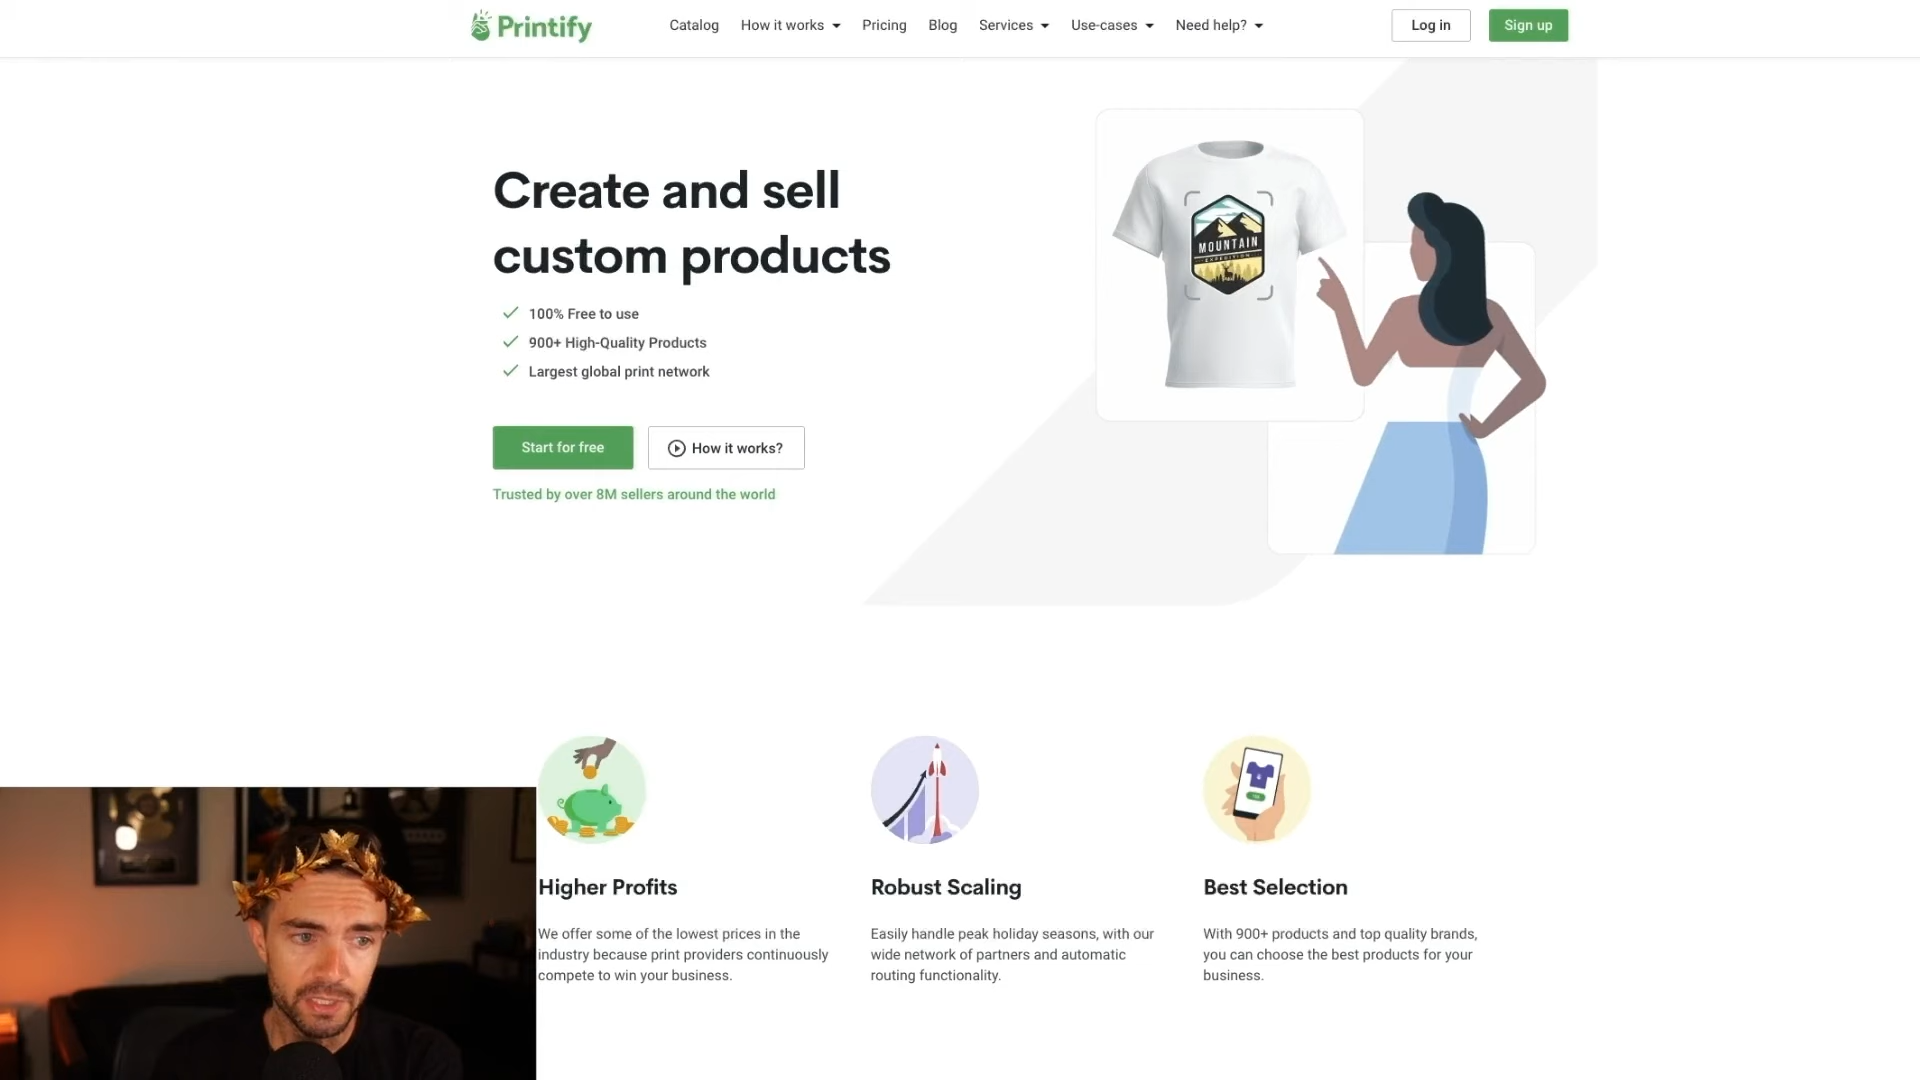 Printify
Catalog
How it works
Pricing
Blog
Services
Use-cases
Need help?
Log in
Sign up
Create and sell
custom products
100% Free to use
900+ High-Quality Products
Largest global print network
Start for free
How it works?
Trusted by over 8M sellers around the world
MOUNTAIN
EXPEDITION
Higher Profits
We offer some of the lowest prices in the
industry because print providers continuously
compete to win your business.
Robust Scaling
Easily handle peak holiday seasons, with our
wide network of partners and automatic
routing functionality.
Best Selection
With 900+ products and top quality brands,
you can choose the best products for your
business.